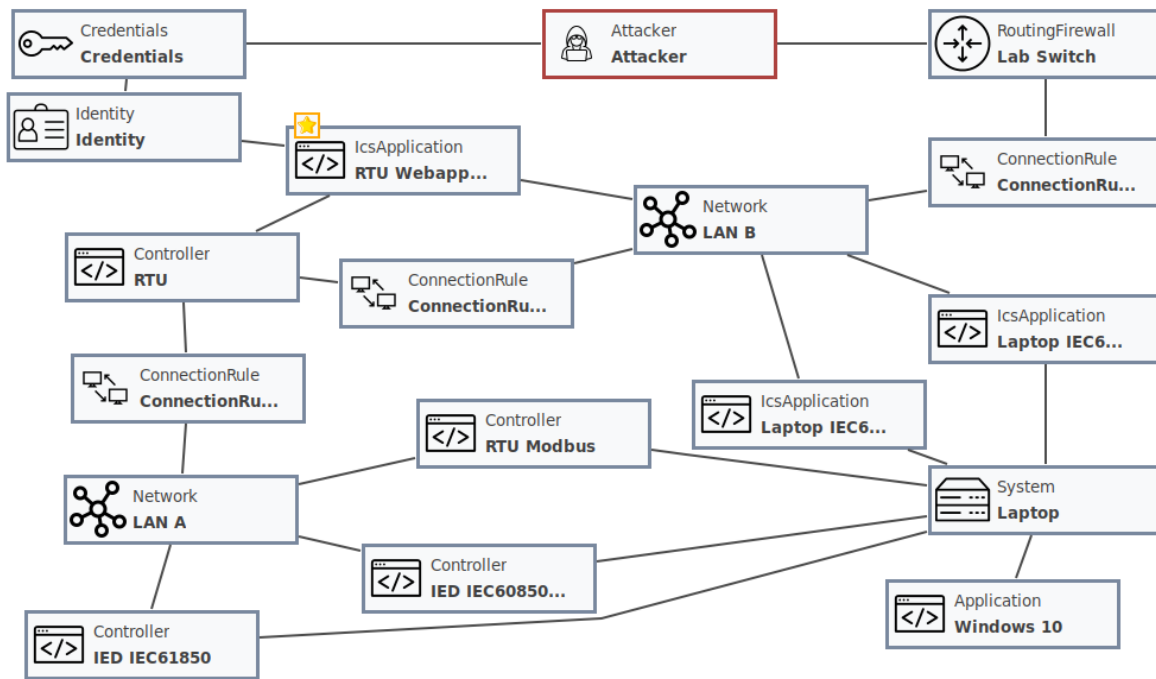 Credentials
Credentials
Attacker
Attacker
RoutingFirewall
Lab Switch
Identity
Identity
IcsApplication
RTU Webapp...
ConnectionRule
ConnectionRu...
Network
LAN B
Controller
RTU
ConnectionRule
ConnectionRu...
IcsApplication
Laptop IEC6...
ConnectionRule
ConnectionRu...
IcsApplication
Laptop IEC6...
Controller
RTU Modbus
Network
LAN A
System
Laptop
Controller
IED IEC60850...
Application
Windows 10
Controller
IED IEC61850